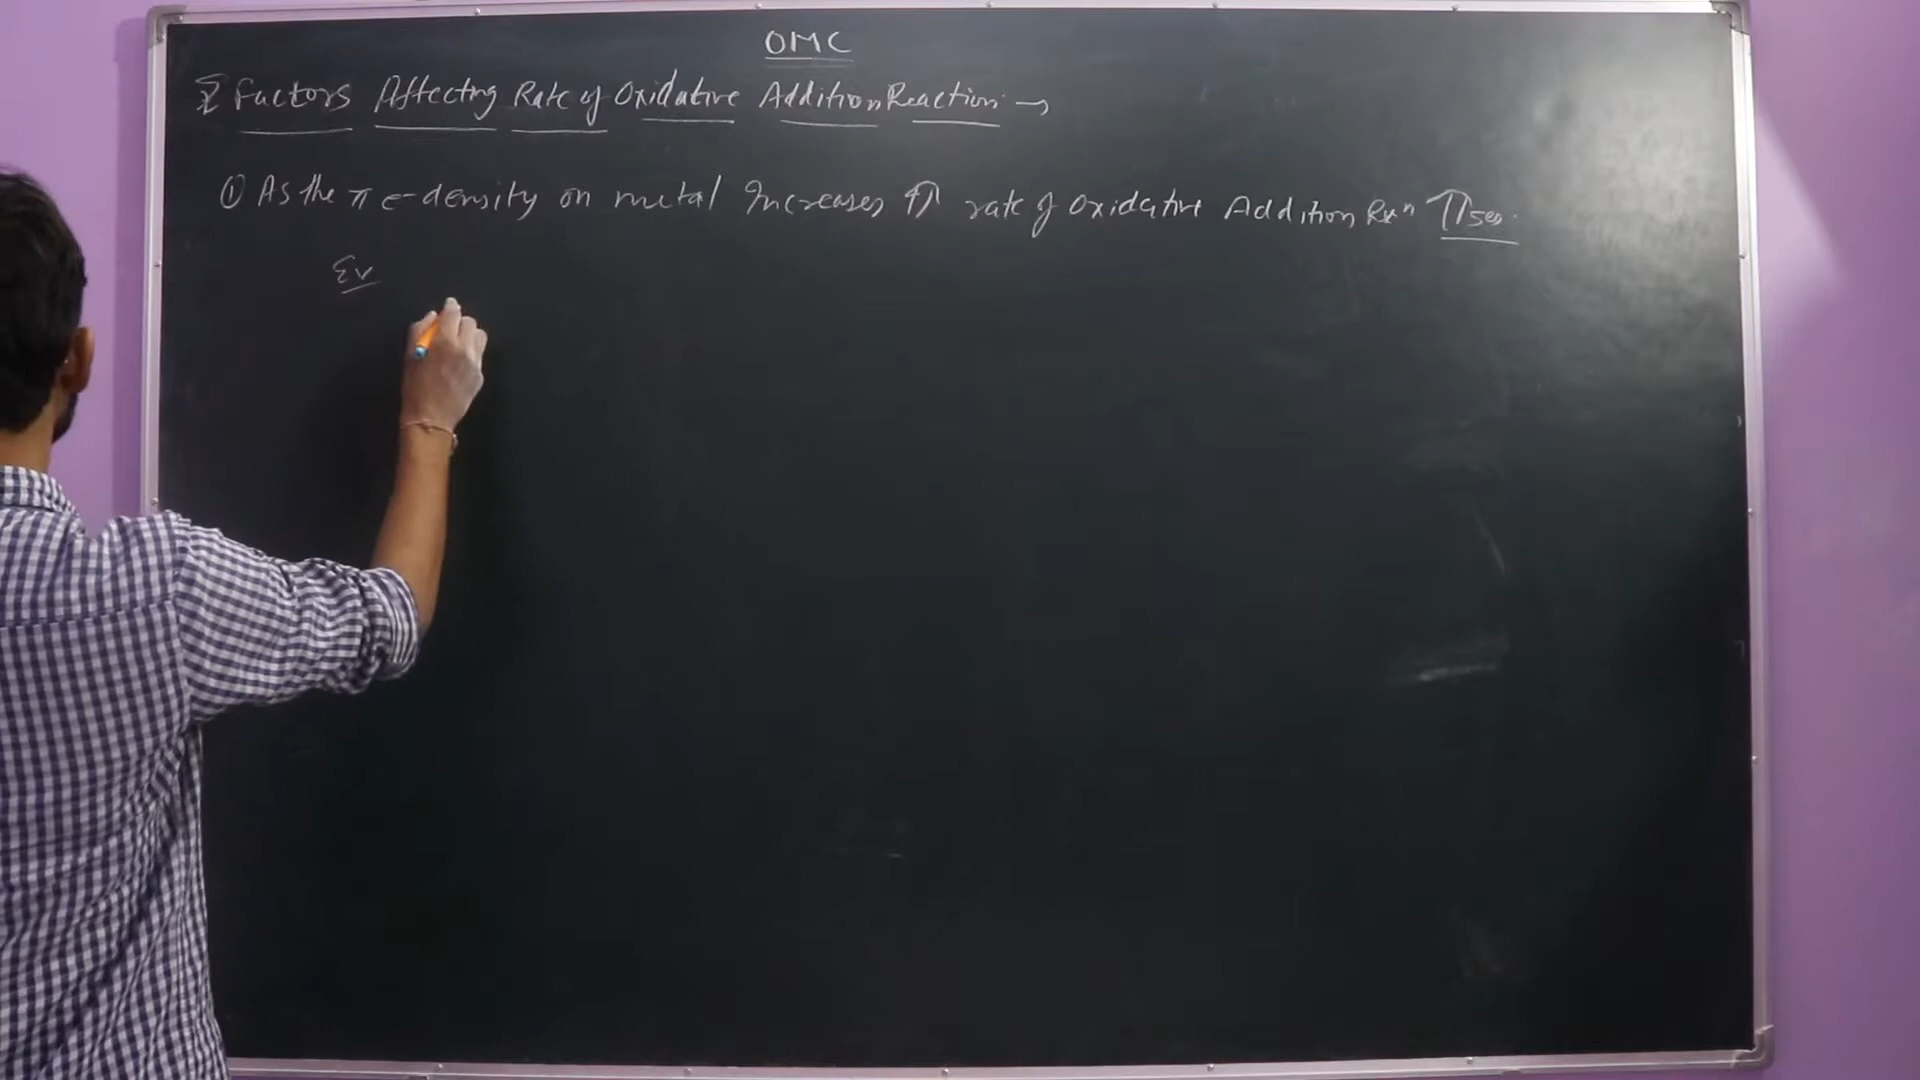 OMC
Factors Affecting Rate of Oxidative Addition Reaction →
① As the π e-density on metal Increases ⇑ rate of Oxidative Addition Rxⁿ ⇑ses.
Ex